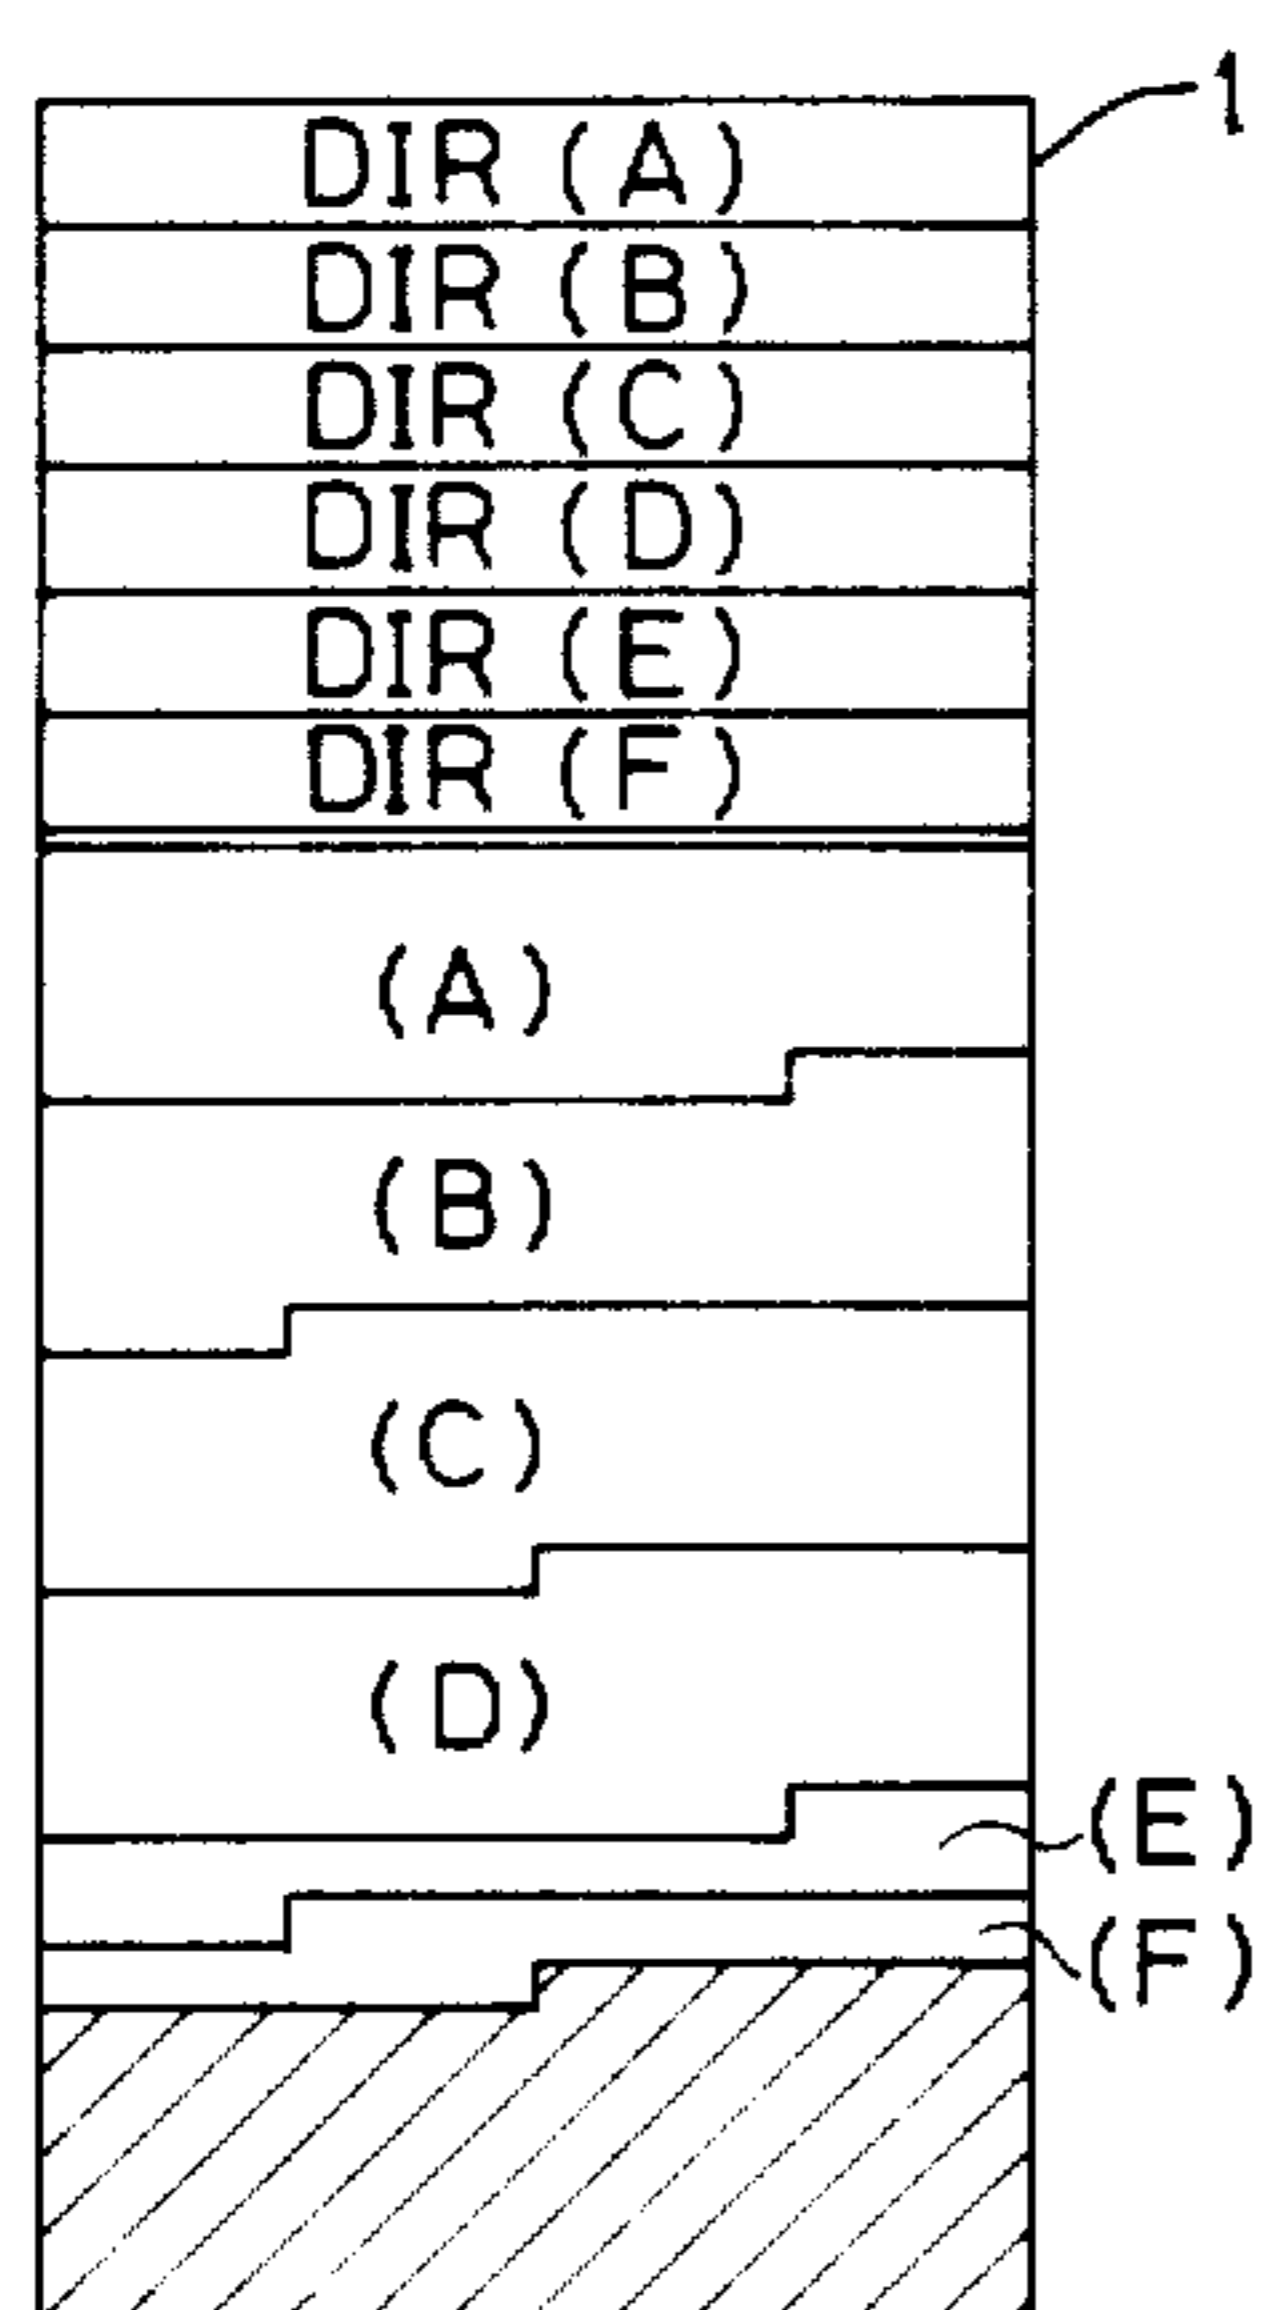 1
DIR (A)
DIR (B)
DIR (C)
DIR (D)
DIR (E)
DIR (F)
(A)
(B)
(C)
(D)
(E)
(F)